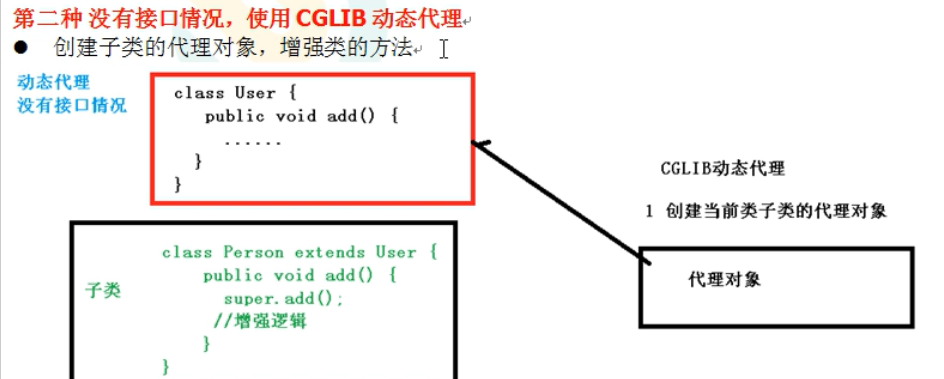 第二种 没有接口情况，使用 CGLIB 动态代理
● 创建子类的代理对象，增强类的方法
动态代理
没有接口情况
class User {
public void add() {
......
}
}
CGLIB动态代理
1 创建当前类子类的代理对象
代理对象
子类
class Person extends User {
public void add() {
super.add();
//增强逻辑
}
}